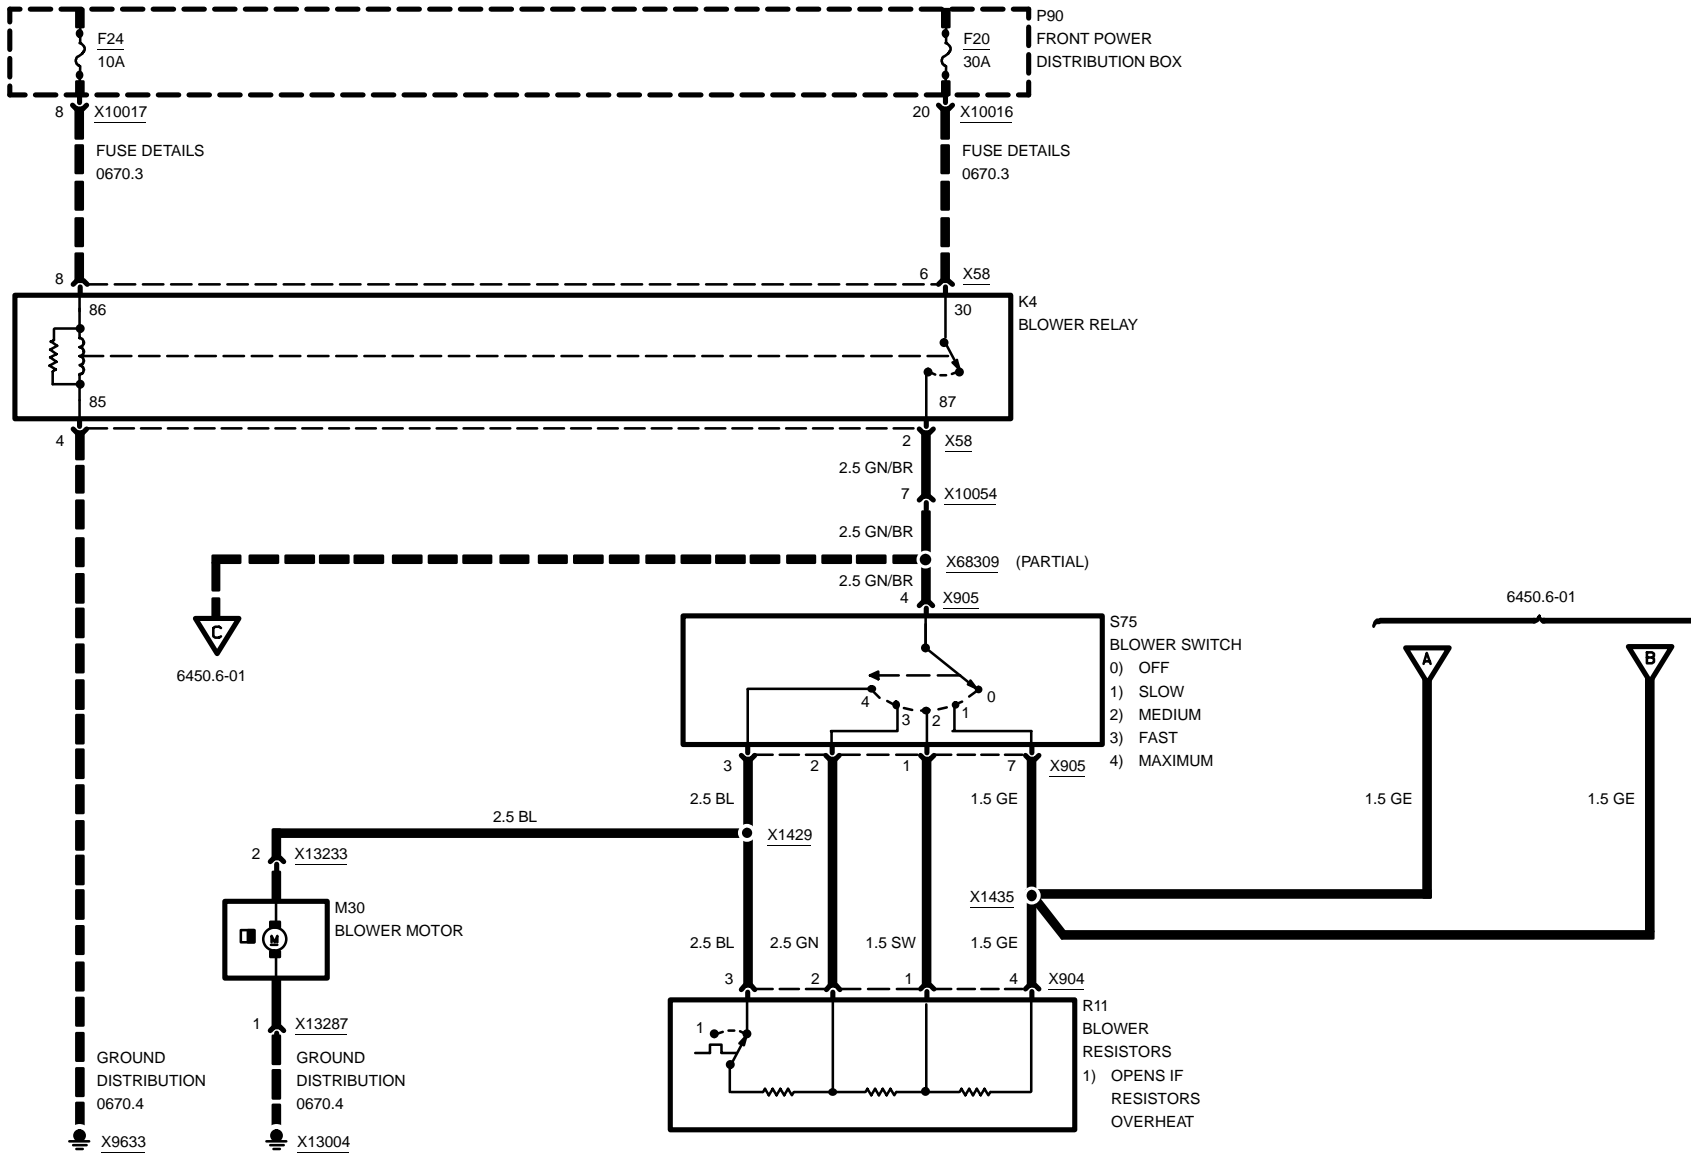 P90
FRONT POWER
DISTRIBUTION BOX
F24
10A
F20
30A
8 X10017
20 X10016
FUSE DETAILS
0670.3
FUSE DETAILS
0670.3
8
6 X58
K4
BLOWER RELAY
86
30
85
87
4
2 X58
2.5 GN/BR
7 X10054
2.5 GN/BR
X68309 (PARTIAL)
2.5 GN/BR
4 X905
C
6450.6-01
6450.6-01
A
B
S75
BLOWER SWITCH
0) OFF
1) SLOW
2) MEDIUM
3) FAST
4) MAXIMUM
4
3
2
1
0
3
2
1
7 X905
2.5 BL
1.5 GE
1.5 GE
1.5 GE
2.5 BL
X1429
2 X13233
X1435
M30
BLOWER MOTOR
M
2.5 BL
2.5 GN
1.5 SW
1.5 GE
3
2
1
4 X904
R11
BLOWER
RESISTORS
1) OPENS IF
RESISTORS
OVERHEAT
1
1 X13287
GROUND
DISTRIBUTION
0670.4
GROUND
DISTRIBUTION
0670.4
X9633
X13004